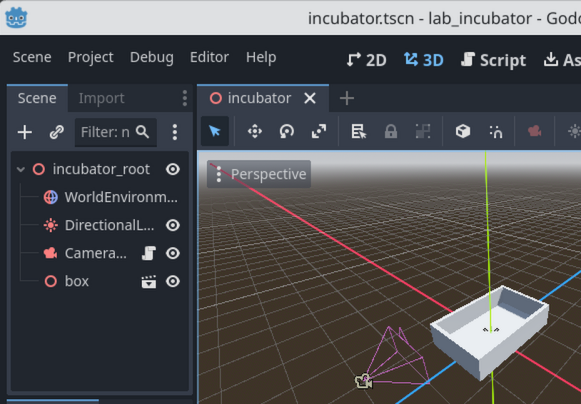 incubator.tscn - lab_incubator - Godo
Scene Project Debug Editor Help 2D 3D Script As
Scene Import incubator
Filter: n
incubator_root
Perspective
WorldEnvironm...
DirectionalL...
Camera...
box